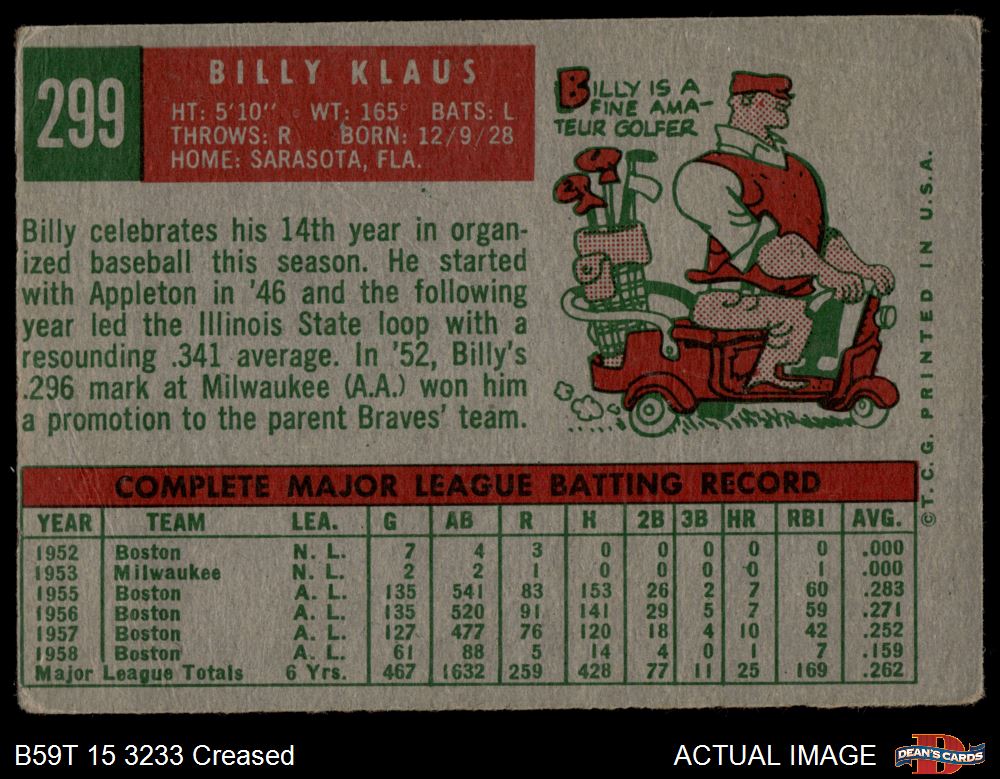 299
BILLY KLAUS
HT: 5'10" WT: 165 BATS: L
THROWS: R BORN: 12/9/28
HOME: SARASOTA, FLA.
BILLY IS A
FINE AMA-
TEUR GOLFER
Billy celebrates his 14th year in organ-
ized baseball this season. He started
with Appleton in '46 and the following
year led the Illinois State loop with a
resounding .341 average. In '52, Billy's
.296 mark at Milwaukee (A.A.) won him
a promotion to the parent Braves' team.
© T. C. G. PRINTED IN U.S.A.
COMPLETE MAJOR LEAGUE BATTING RECORD
YEAR TEAM LEA. G AB R H 2B 3B HR RBI AVG.
1952 Boston N. L. 7 4 3 0 0 0 0 0 .000
1953 Milwaukee N. L. 2 2 1 0 0 0 0 1 .000
1955 Boston A. L. 135 541 83 153 26 2 7 60 .283
1956 Boston A. L. 135 520 91 141 29 5 7 59 .271
1957 Boston A. L. 127 477 76 120 18 4 10 42 .252
1958 Boston A. L. 61 88 5 14 4 0 1 7 .159
Major League Totals 6 Yrs. 467 1632 259 428 77 11 25 169 .262
B59T 15 3233 Creased
ACTUAL IMAGE
DEAN'S CARDS